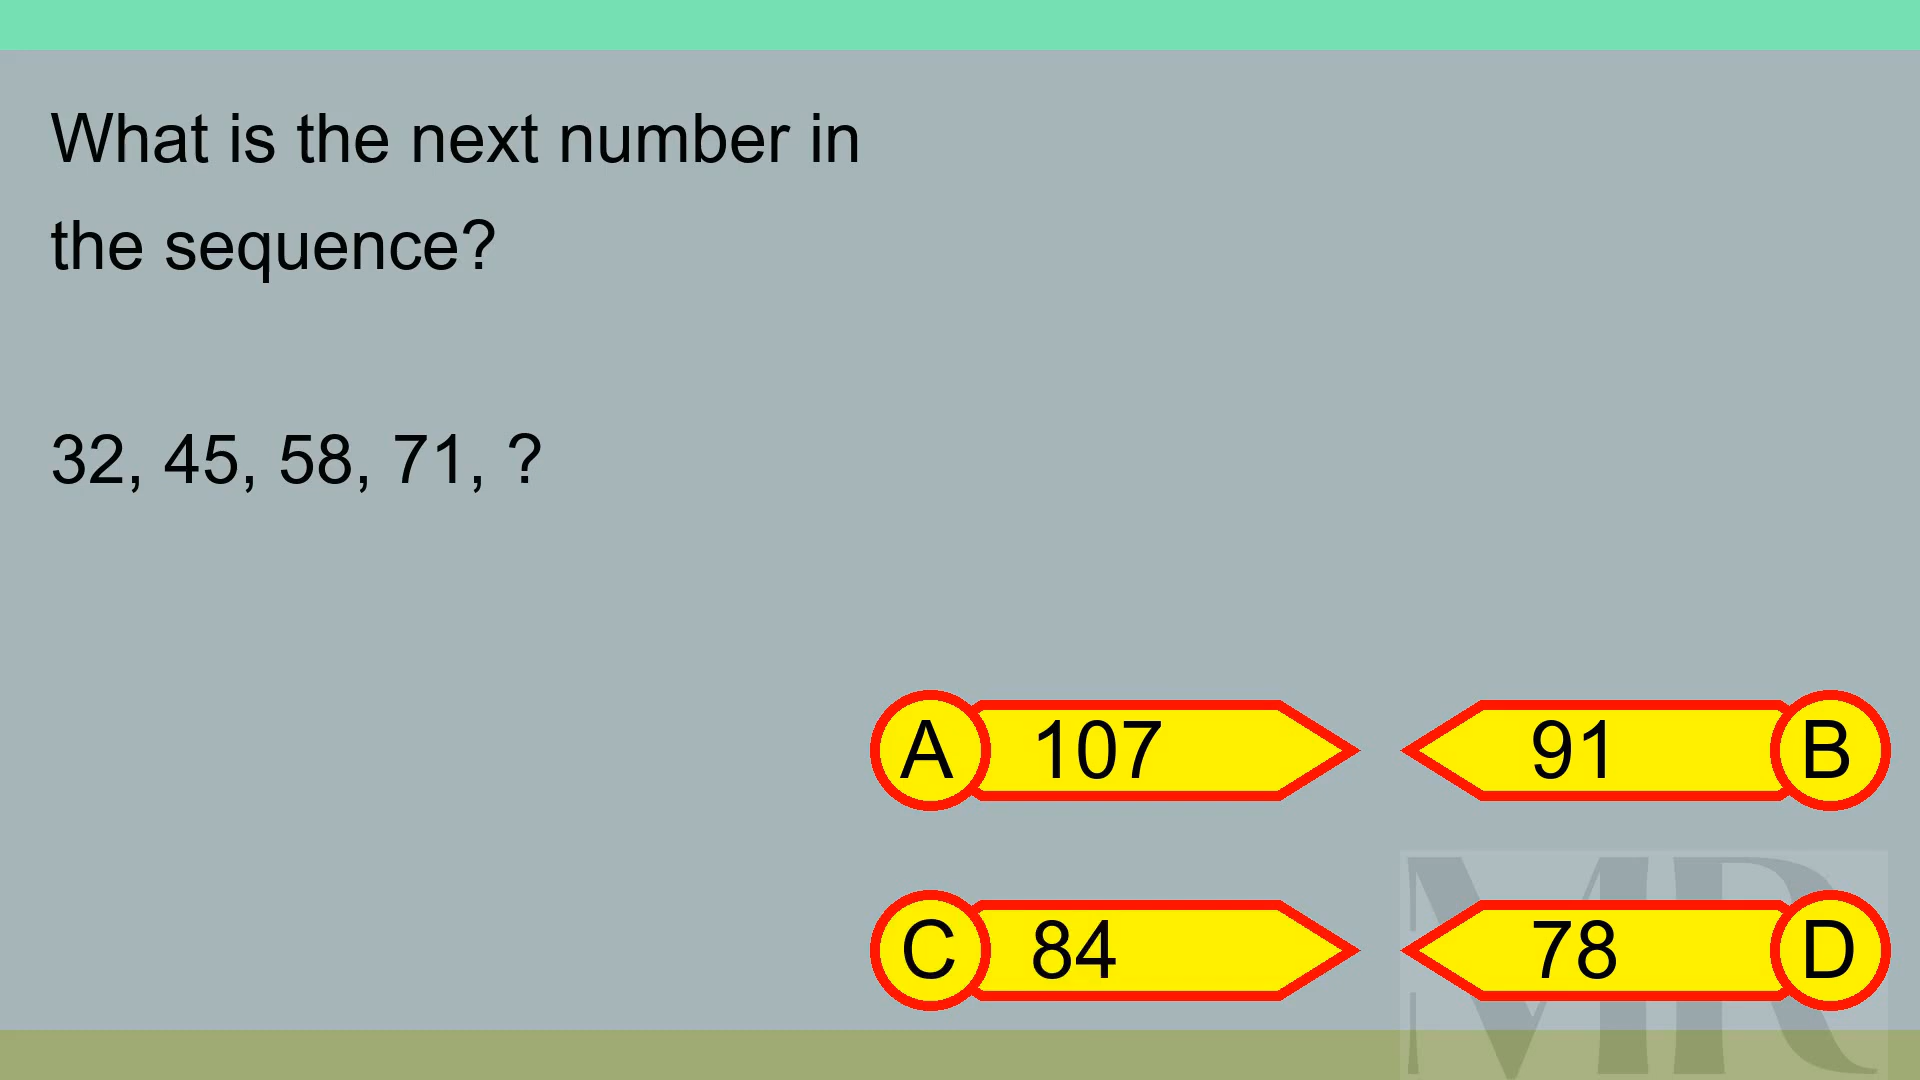 What is the next number in
the sequence?
32, 45, 58, 71, ?
A 107
91 B
C 84
78 D
MR